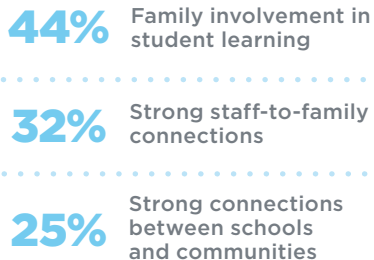 44%
Family involvement in
student learning
32%
Strong staff-to-family
connections
25%
Strong connections
between schools
and communities